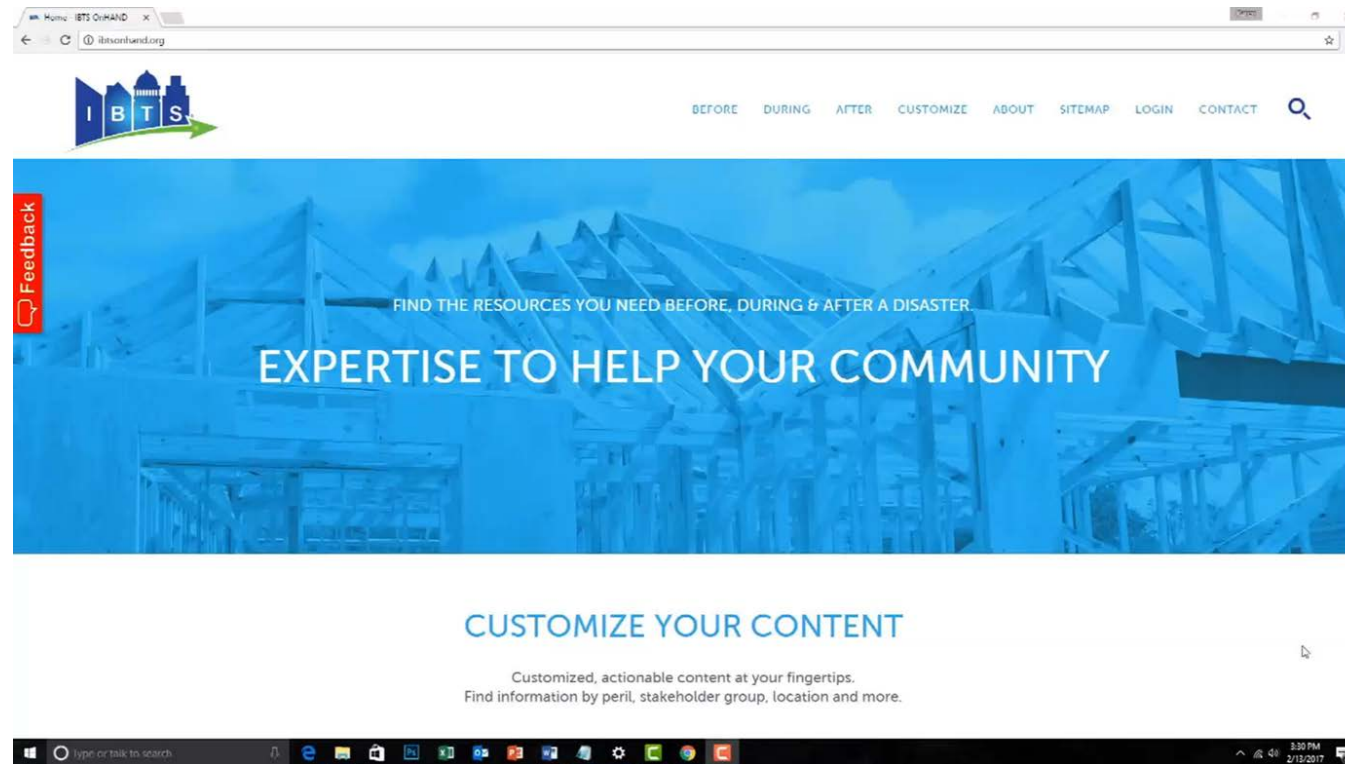 Home - IBTS OnHAND
ibtsonhand.org
IBTS
BEFORE DURING AFTER CUSTOMIZE ABOUT SITEMAP LOGIN CONTACT
Feedback
FIND THE RESOURCES YOU NEED BEFORE, DURING & AFTER A DISASTER.
EXPERTISE TO HELP YOUR COMMUNITY
CUSTOMIZE YOUR CONTENT
Customized, actionable content at your fingertips.
Find information by peril, stakeholder group, location and more.
Type or talk to search
3:30 PM
2/13/2017